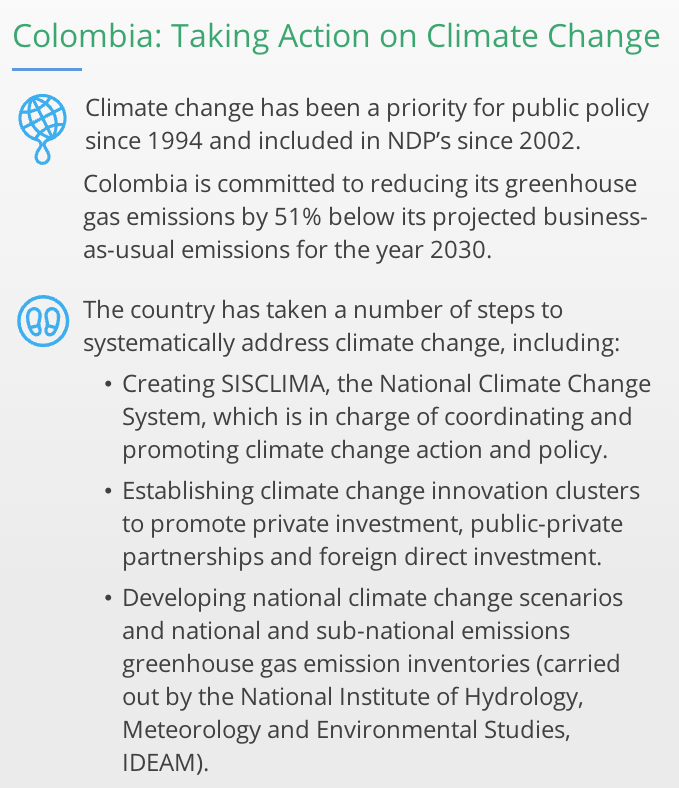 Colombia: Taking Action on Climate Change
Climate change has been a priority for public policy
since 1994 and included in NDP’s since 2002.
Colombia is committed to reducing its greenhouse
gas emissions by 51% below its projected business-
as-usual emissions for the year 2030.
The country has taken a number of steps to
systematically address climate change, including:
• Creating SISCLIMA, the National Climate Change
System, which is in charge of coordinating and
promoting climate change action and policy.
• Establishing climate change innovation clusters
to promote private investment, public-private
partnerships and foreign direct investment.
• Developing national climate change scenarios
and national and sub-national emissions
greenhouse gas emission inventories (carried
out by the National Institute of Hydrology,
Meteorology and Environmental Studies,
IDEAM).